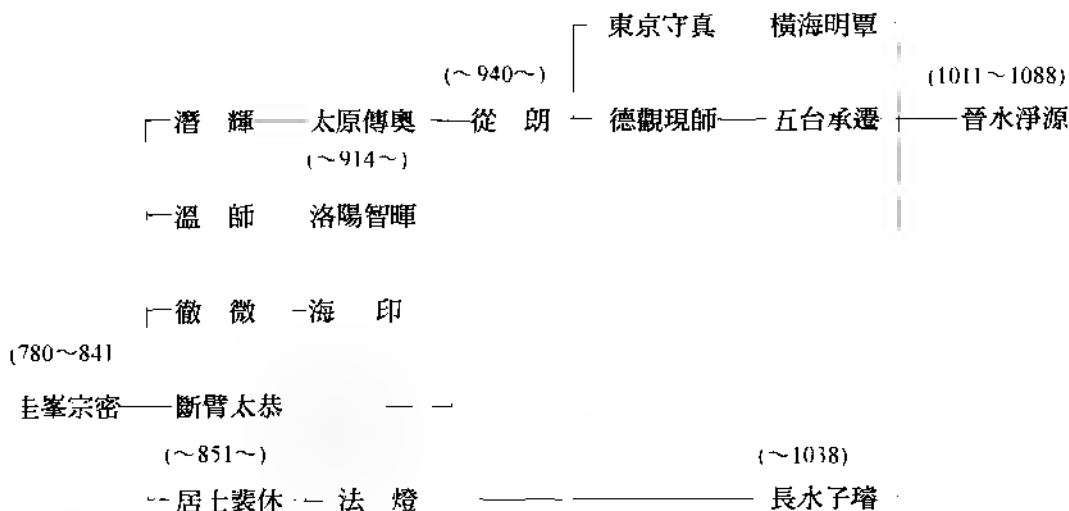 東京守真 橫海明覃
(~940~) (1011~1088)
潛輝 太原傳奧 從朗 德觀現師 五台承遷 晉水淨源
(~914~)
溫師 洛陽智暉
徹微 海印
(780~841
圭峯宗密 斷臂太恭
(~851~) (~1038)
居士裴休 法燈 長水子璿